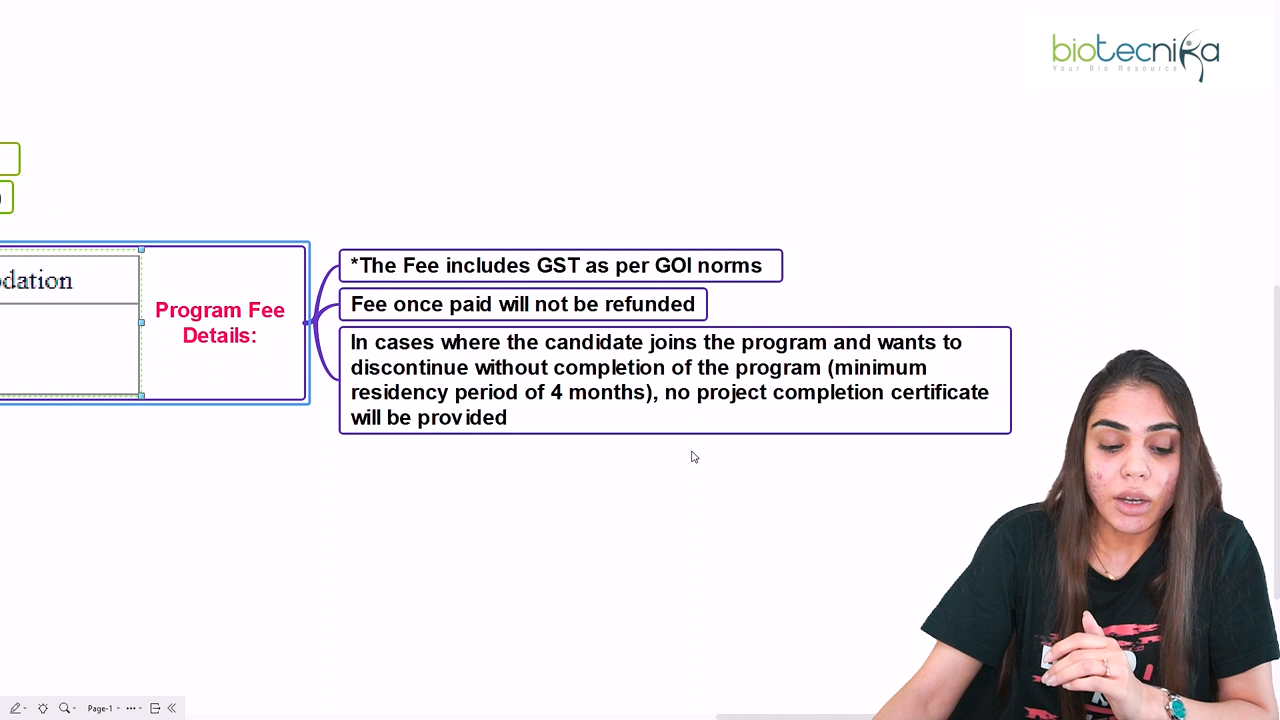 biotecnika
Your Bio Resource
)
dation
Program Fee
Details:
*The Fee includes GST as per GOI norms
Fee once paid will not be refunded
In cases where the candidate joins the program and wants to
discontinue without completion of the program (minimum
residency period of 4 months), no project completion certificate
will be provided
Page-1